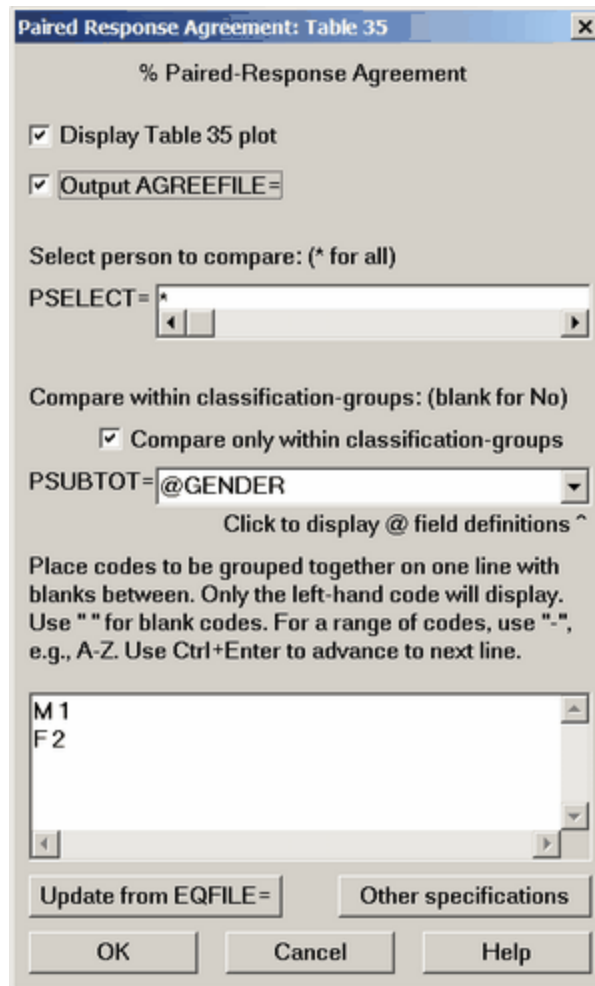 Paired Response Agreement: Table 35
% Paired-Response Agreement
Display Table 35 plot
Output AGREEFILE=
Select person to compare: (* for all)
PSELECT= *
Compare within classification-groups: (blank for No)
Compare only within classification-groups
PSUBTOT= @GENDER
Click to display @ field definitions ^
Place codes to be grouped together on one line with
blanks between. Only the left-hand code will display.
Use " " for blank codes. For a range of codes, use "-",
e.g., A-Z. Use Ctrl+Enter to advance to next line.
M 1
F 2
Update from EQFILE= Other specifications
OK Cancel Help